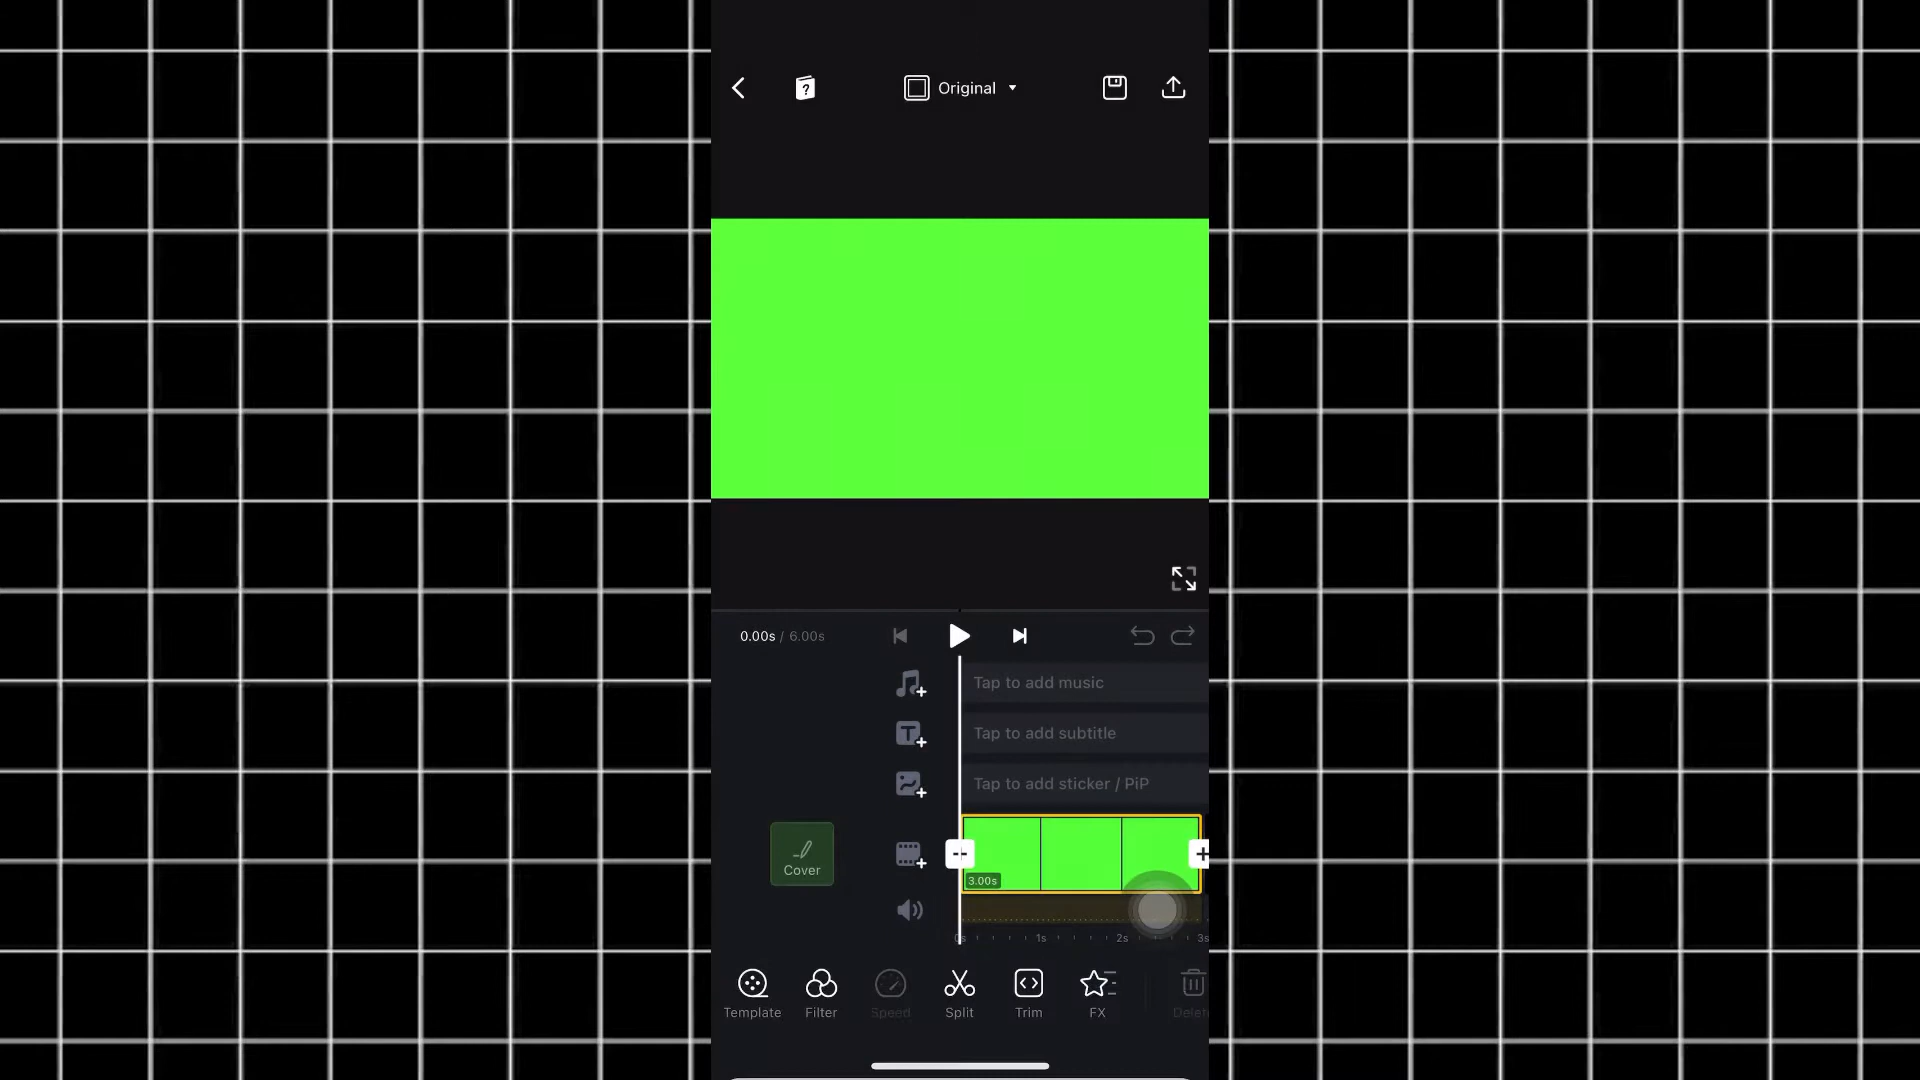 Original
0.00s / 6.00s
Tap to add music
Tap to add subtitle
Tap to add sticker / PiP
Cover
3.00s
1s 2s 3s
Template Filter Speed Split Trim FX